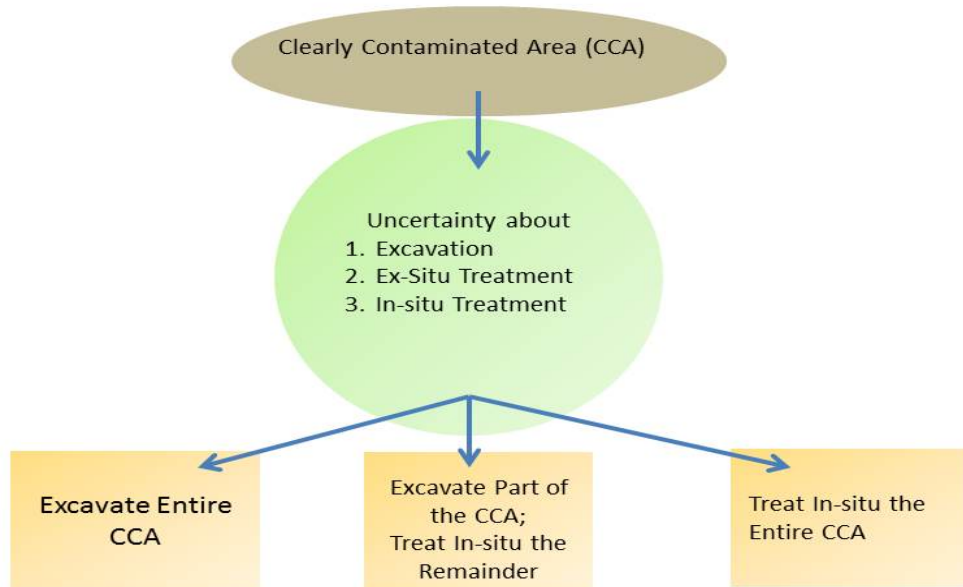 Clearly Contaminated Area (CCA)
Uncertainty about
1. Excavation
2. Ex-Situ Treatment
3. In-situ Treatment
Excavate Entire
CCA
Excavate Part of
the CCA;
Treat In-situ the
Remainder
Treat In-situ the
Entire CCA